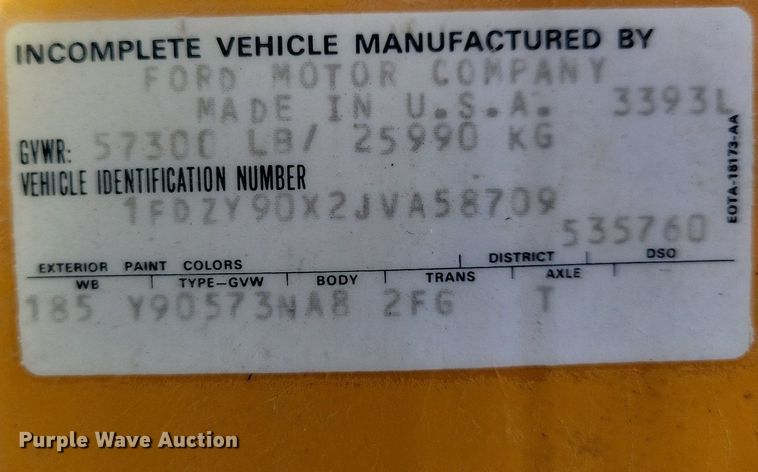 INCOMPLETE VEHICLE MANUFACTURED BY
FORD MOTOR COMPANY
MADE IN U.S.A. 3393L
GVWR: 57300 LB/ 25990 KG
VEHICLE IDENTIFICATION NUMBER
1FDZY90X2JVA58709
535760
EOTA-18173-AA
EXTERIOR PAINT COLORS DISTRICT DSO
WB TYPE-GVW BODY TRANS AXLE
185 Y90573NA8 2FG T
Purple Wave Auction